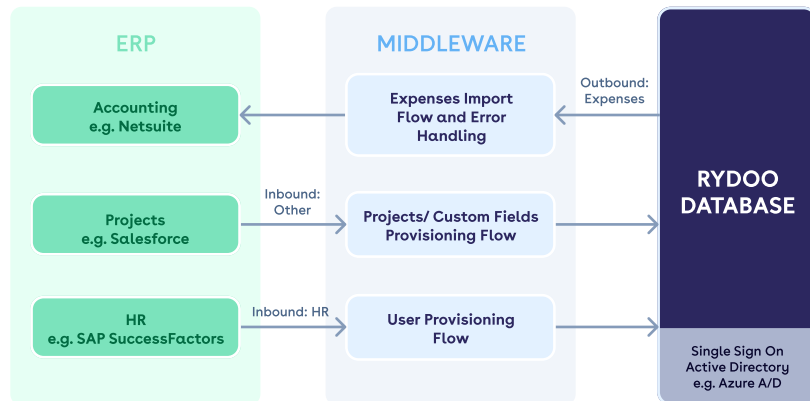 ERP
MIDDLEWARE
Accounting
e.g. Netsuite
Expenses Import
Flow and Error
Handling
Outbound:
Expenses
RYDOO
DATABASE
Projects
e.g. Salesforce
Inbound:
Other
Projects/ Custom Fields
Provisioning Flow
HR
e.g. SAP SuccessFactors
Inbound: HR
User Provisioning
Flow
Single Sign On
Active Directory
e.g. Azure A/D